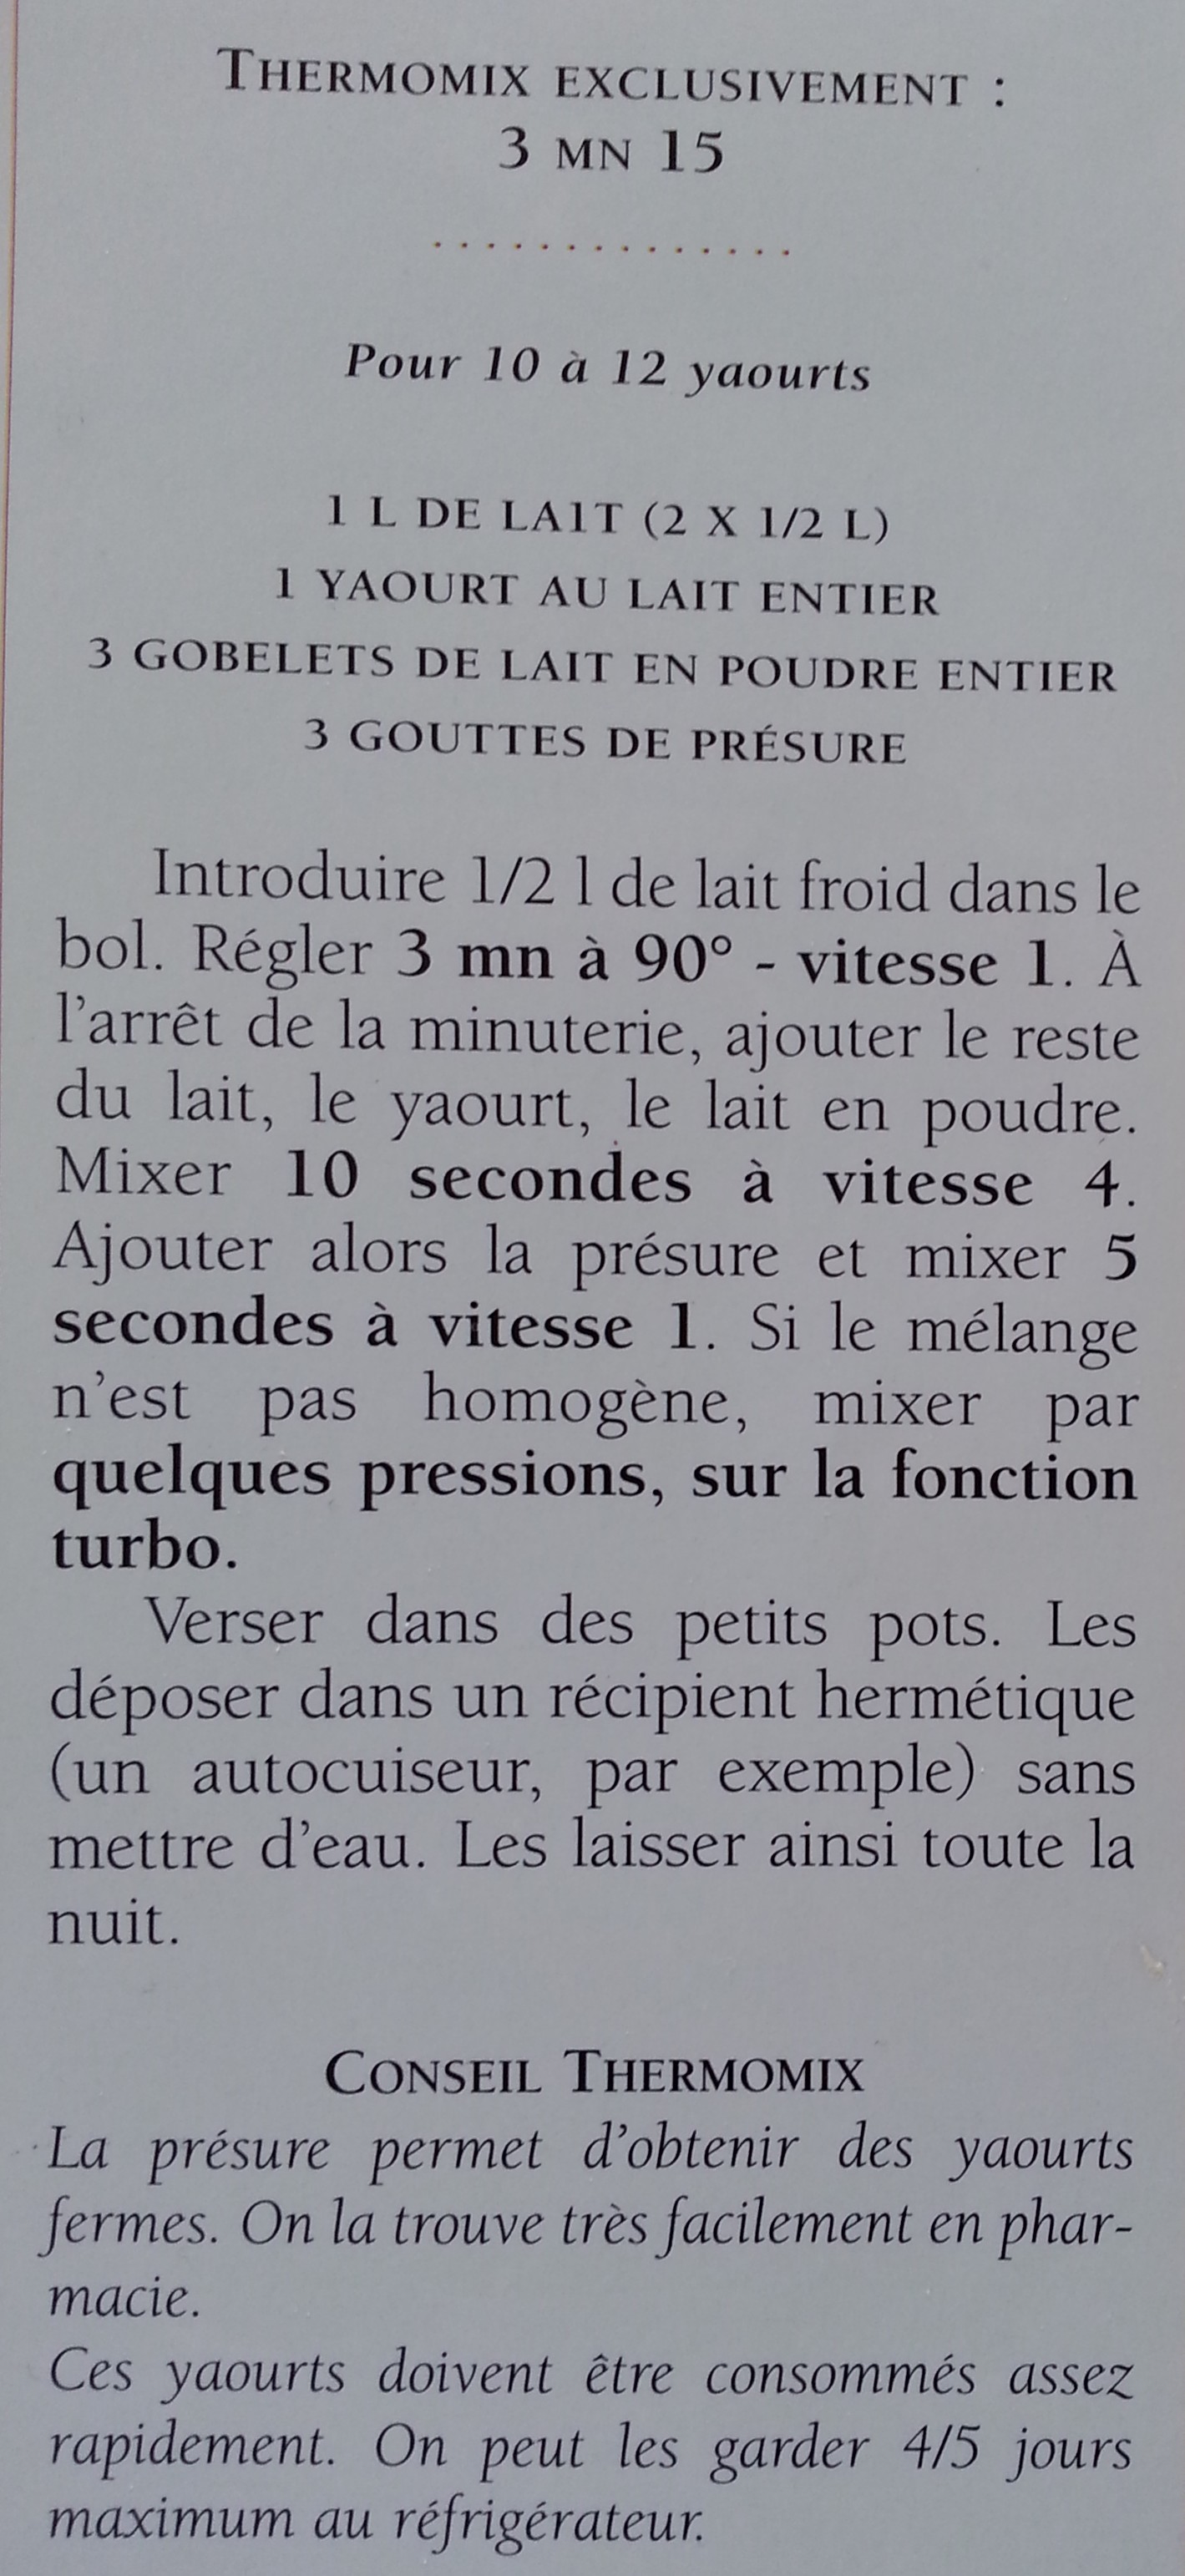 THERMOMIX EXCLUSIVEMENT :
3 MN 15
..............
Pour 10 à 12 yaourts
1 L DE LAIT (2 X 1/2 L)
1 YAOURT AU LAIT ENTIER
3 GOBELETS DE LAIT EN POUDRE ENTIER
3 GOUTTES DE PRÉSURE
Introduire 1/2 l de lait froid dans le
bol. Régler 3 mn à 90° - vitesse 1. À
l'arrêt de la minuterie, ajouter le reste
du lait, le yaourt, le lait en poudre.
Mixer 10 secondes à vitesse 4.
Ajouter alors la présure et mixer 5
secondes à vitesse 1. Si le mélange
n'est pas homogène, mixer par
quelques pressions, sur la fonction
turbo.
Verser dans des petits pots. Les
déposer dans un récipient hermétique
(un autocuiseur, par exemple) sans
mettre d'eau. Les laisser ainsi toute la
nuit.
CONSEIL THERMOMIX
La présure permet d'obtenir des yaourts
fermes. On la trouve très facilement en phar-
macie.
Ces yaourts doivent être consommés assez
rapidement. On peut les garder 4/5 jours
maximum au réfrigérateur.